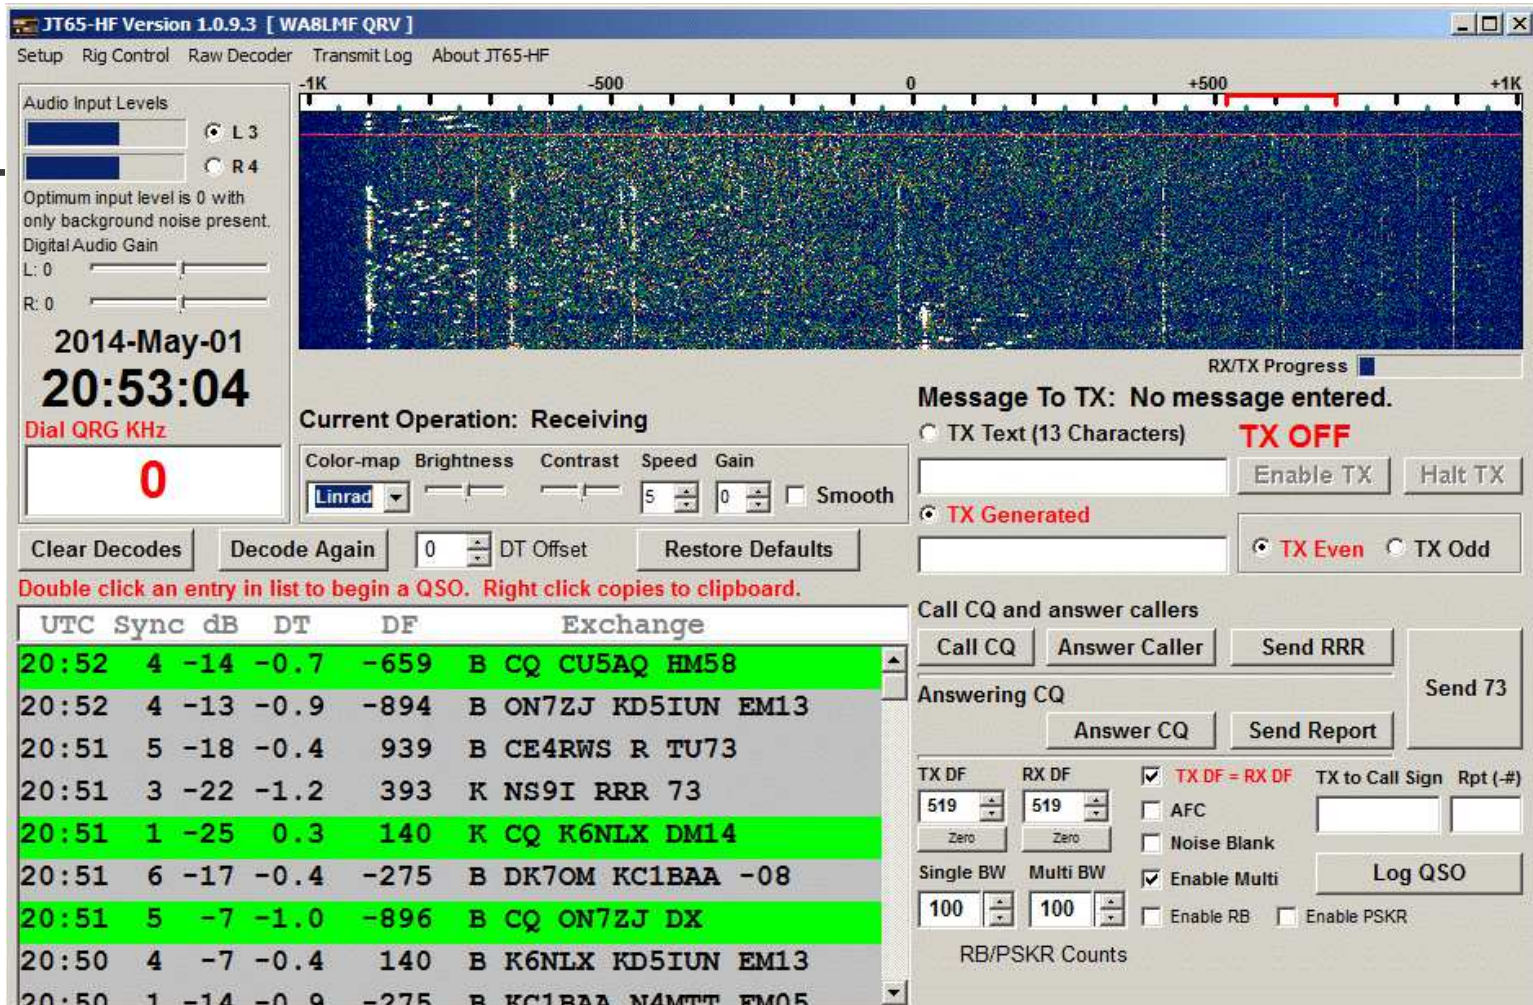 JT65-HF Version 1.0.9.3 [ WA8LMF QRV ]
Setup Rig Control Raw Decoder Transmit Log About JT65-HF
-1K -500 0 +500 +1K
Audio Input Levels
L 3
R 4
Optimum input level is 0 with
only background noise present.
Digital Audio Gain
L: 0
R: 0
2014-May-01
20:53:04
Dial QRG KHz
0
RX/TX Progress
Current Operation: Receiving
Color-map Brightness Contrast Speed Gain
Linrad 5 0 Smooth
Message To TX: No message entered.
TX Text (13 Characters) TX OFF
Enable TX Halt TX
TX Generated
TX Even TX Odd
Clear Decodes Decode Again 0 DT Offset Restore Defaults
Double click an entry in list to begin a QSO. Right click copies to clipboard.
UTC Sync dB DT DF Exchange
20:52 4 -14 -0.7 -659 B CQ CU5AQ HM58
20:52 4 -13 -0.9 -894 B ON7ZJ KD5IUN EM13
20:51 5 -18 -0.4 939 B CE4RWS R TU73
20:51 3 -22 -1.2 393 K NS9I RRR 73
20:51 1 -25 0.3 140 K CQ K6NLX DM14
20:51 6 -17 -0.4 -275 B DK7OM KC1BAA -08
20:51 5 -7 -1.0 -896 B CQ ON7ZJ DX
20:50 4 -7 -0.4 140 B K6NLX KD5IUN EM13
20:50 1 -14 -0.9 -275 B KC1BAA N4MTT EM05
Call CQ and answer callers
Call CQ Answer Caller Send RRR
Send 73
Answering CQ
Answer CQ Send Report
TX DF RX DF TX DF = RX DF TX to Call Sign Rpt (-#)
519 519 AFC
Zero Zero Noise Blank
Single BW Multi BW Enable Multi Log QSO
100 100 Enable RB Enable PSKR
RB/PSKR Counts